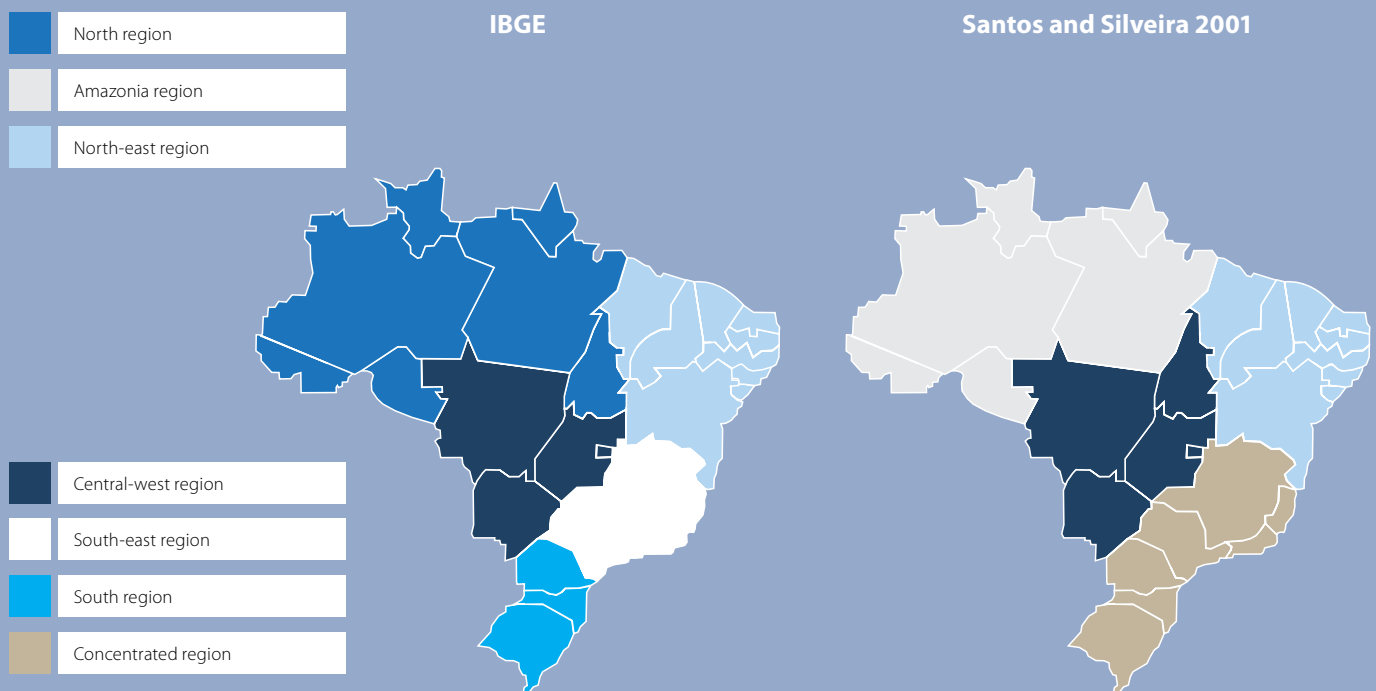 IBGE
Santos and Silveira 2001
North region
Amazonia region
North-east region
Central-west region
South-east region
South region
Concentrated region